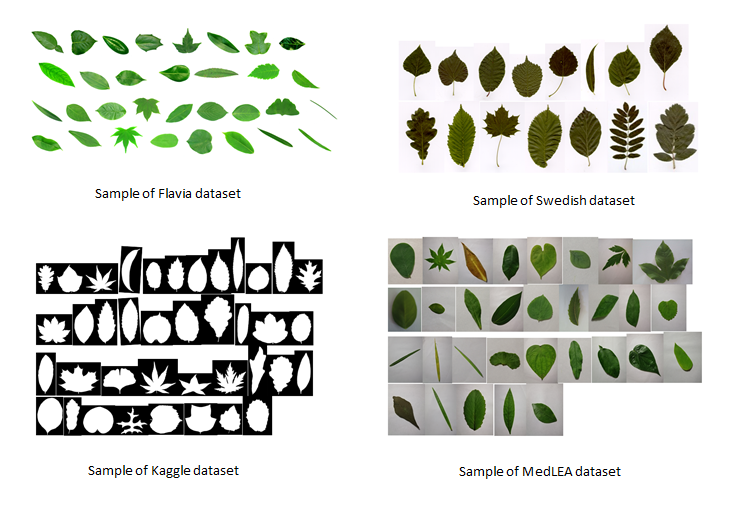 Sample of Flavia dataset
Sample of Swedish dataset
Sample of Kaggle dataset
Sample of MedLEA dataset